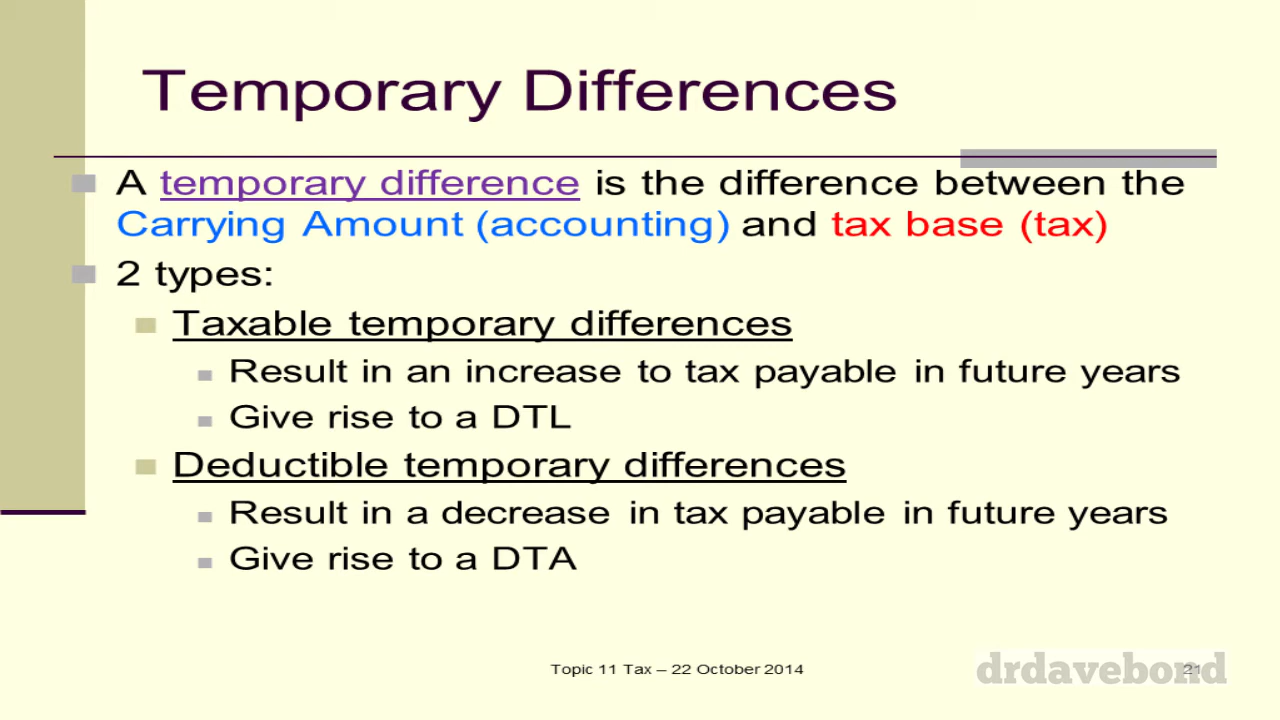 Temporary Differences
A temporary difference is the difference between the
Carrying Amount (accounting) and tax base (tax)
2 types:
Taxable temporary differences
Result in an increase to tax payable in future years
Give rise to a DTL
Deductible temporary differences
Result in a decrease in tax payable in future years
Give rise to a DTA
Topic 11 Tax – 22 October 2014
drdavebond
21